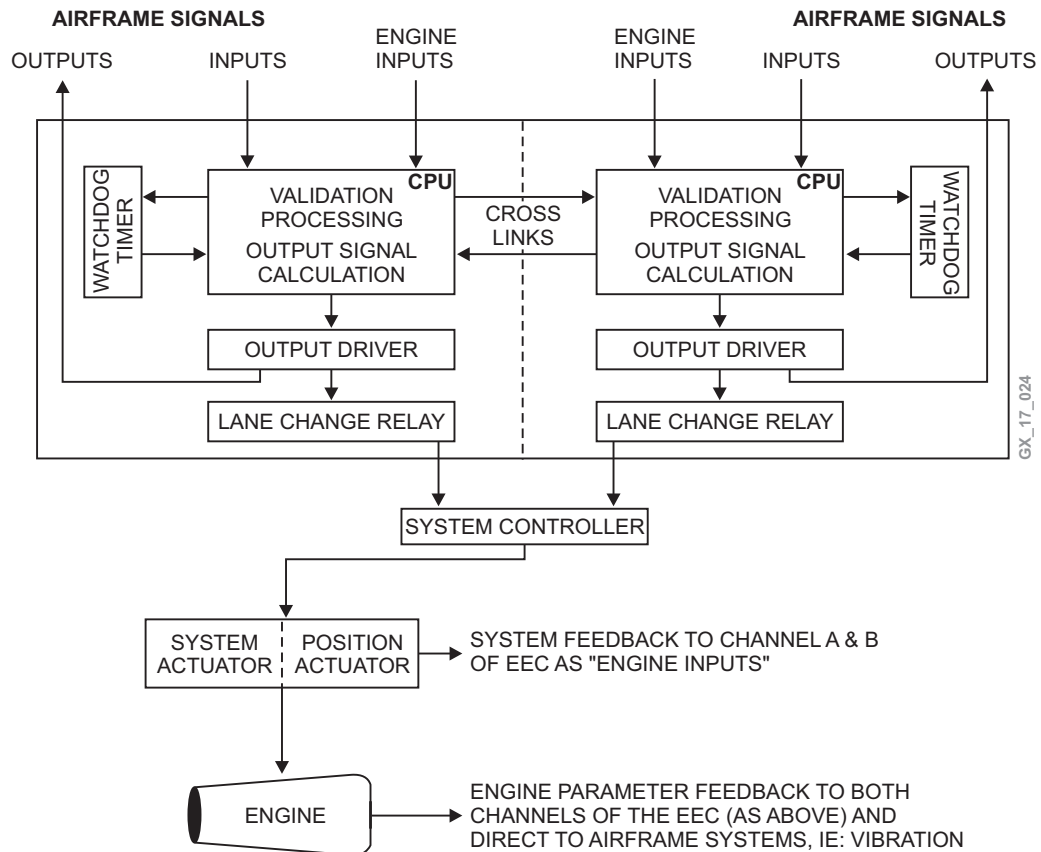 AIRFRAME SIGNALS
AIRFRAME SIGNALS
OUTPUTS
INPUTS
ENGINE
INPUTS
ENGINE
INPUTS
INPUTS
OUTPUTS
WATCHDOG
TIMER
CPU
VALIDATION
PROCESSING
OUTPUT SIGNAL
CALCULATION
CROSS
LINKS
CPU
VALIDATION
PROCESSING
OUTPUT SIGNAL
CALCULATION
WATCHDOG
TIMER
OUTPUT DRIVER
OUTPUT DRIVER
LANE CHANGE RELAY
LANE CHANGE RELAY
GX_17_024
SYSTEM CONTROLLER
SYSTEM
ACTUATOR
POSITION
ACTUATOR
SYSTEM FEEDBACK TO CHANNEL A & B
OF EEC AS "ENGINE INPUTS"
ENGINE
ENGINE PARAMETER FEEDBACK TO BOTH
CHANNELS OF THE EEC (AS ABOVE) AND
DIRECT TO AIRFRAME SYSTEMS, IE: VIBRATION